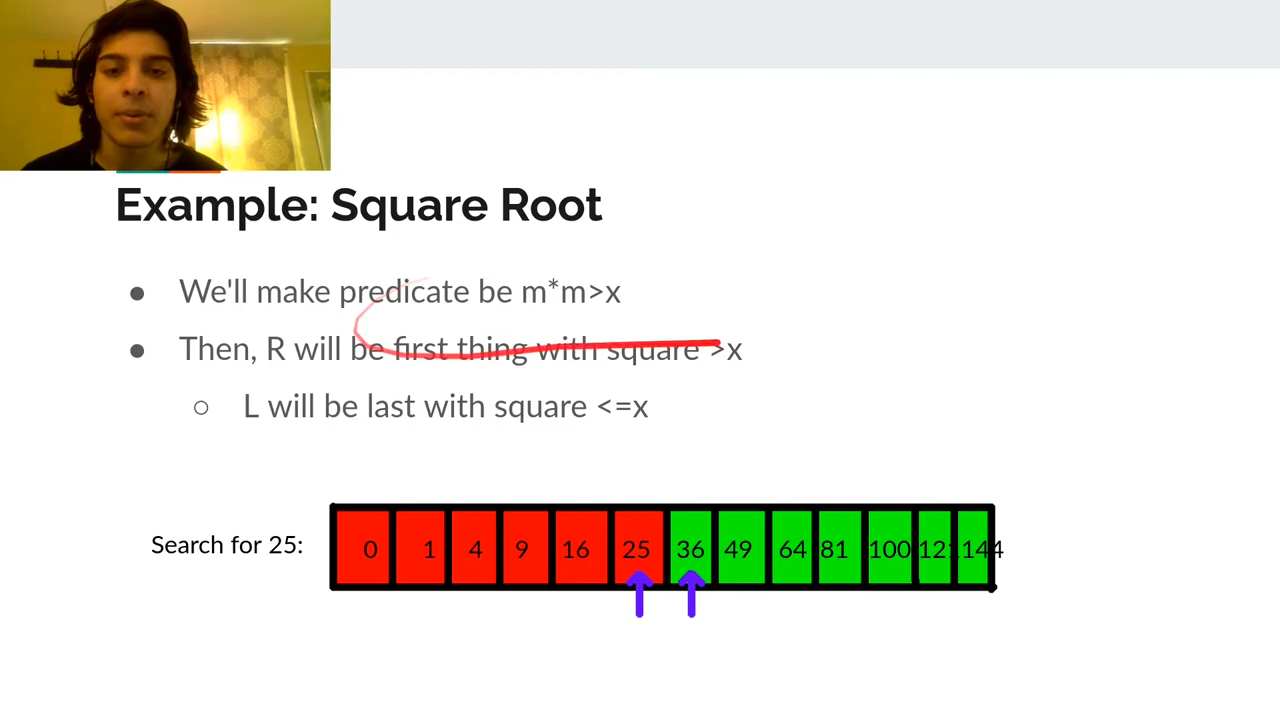 Example: Square Root
● We'll make predicate be m*m>x
● Then, R will be first thing with square >x
○ L will be last with square <=x
Search for 25: 0 1 4 9 16 25 36 49 64 81 100 121 144